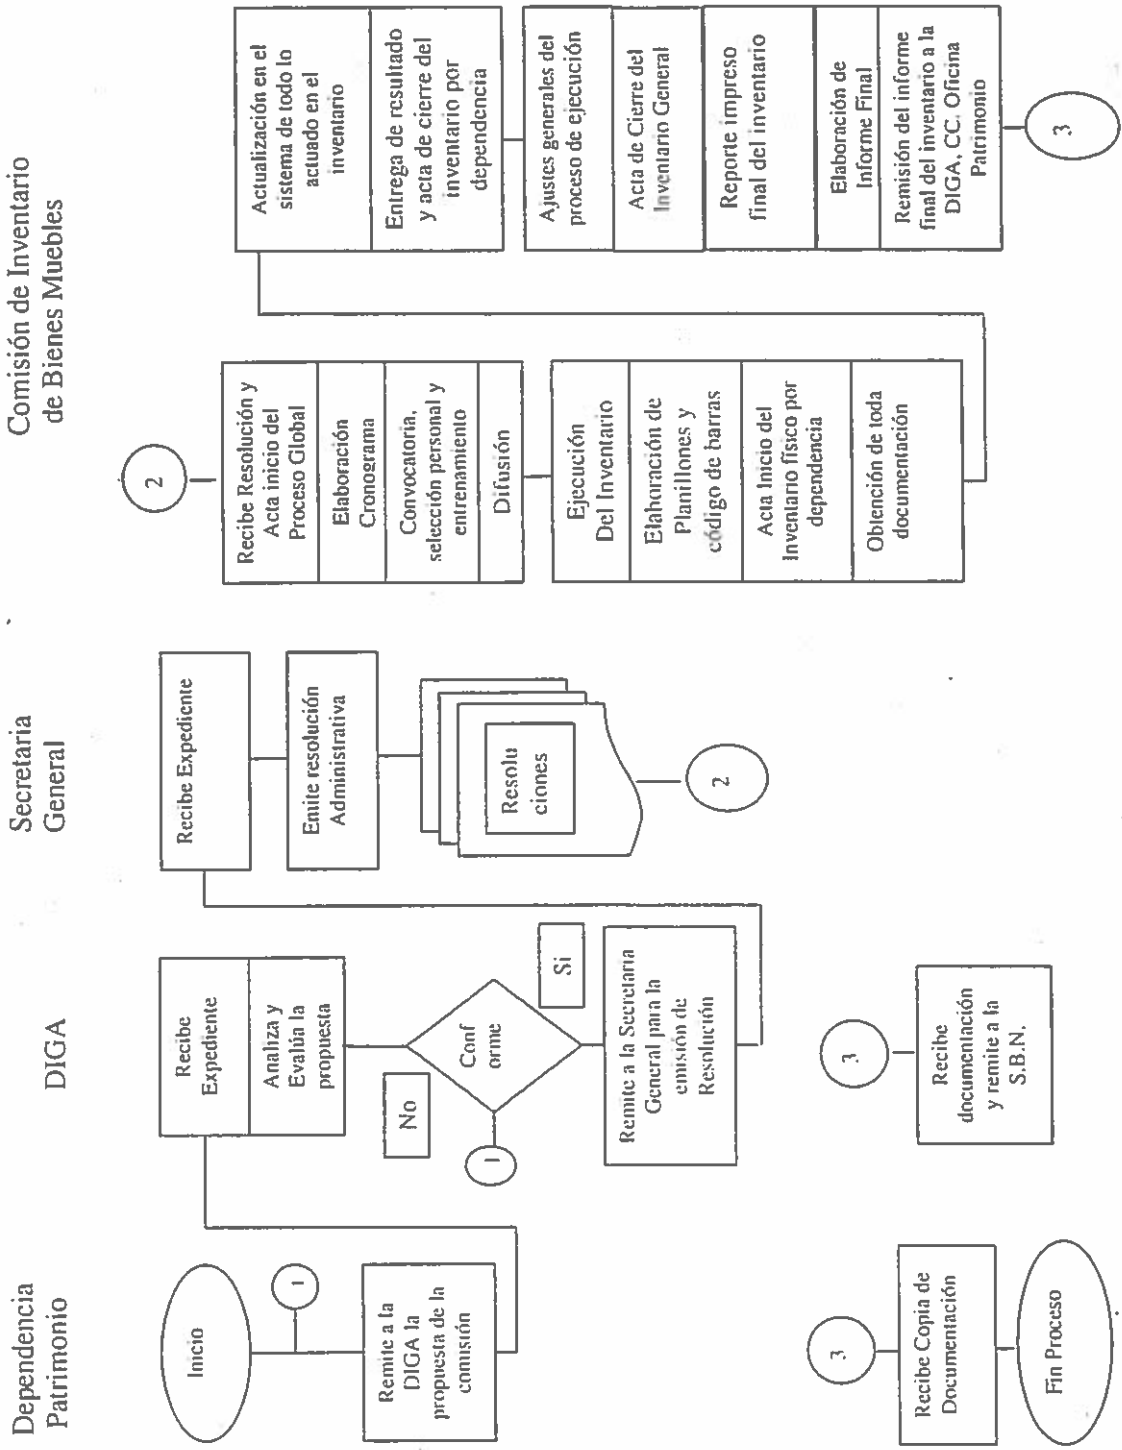 Dependencia
Patrimonio
DIGA
Secretaria
General
Comisión de Inventario
de Bienes Muebles
Inicio
1
Remite a la
DIGA la
propuesta de la
comisión
Recibe
Expediente
Analiza y
Evalúa la
propuesta
No
Conf
orme
Si
1
Remite a la Secretaria
General para la
emisión de
Resolución
Recibe Expediente
Emite resolución
Administrativa
Resolu
ciones
2
2
Recibe Resolución y
Acta inicio del
Proceso Global
Elaboración
Cronograma
Convocatoria,
selección personal y
entrenamiento
Difusión
Ejecución
Del Inventario
Elaboración de
Planillones y
código de barras
Acta Inicio del
Inventario físico por
dependencia
Obtención de toda
documentación
Actualización en el
sistema de todo lo
actuado en el
inventario
Entrega de resultado
y acta de cierre del
inventario por
dependencia
Ajustes generales del
proceso de ejecución
Acta de Cierre del
Inventario General
Reporte impreso
final del inventario
Elaboración de
Informe Final
Remisión del informe
final del inventario a la
DIGA, CC. Oficina
Patrimonio
3
3
Recibe
documentación
y remite a la
S.B.N.
3
Recibe Copia de
Documentación
Fin Proceso